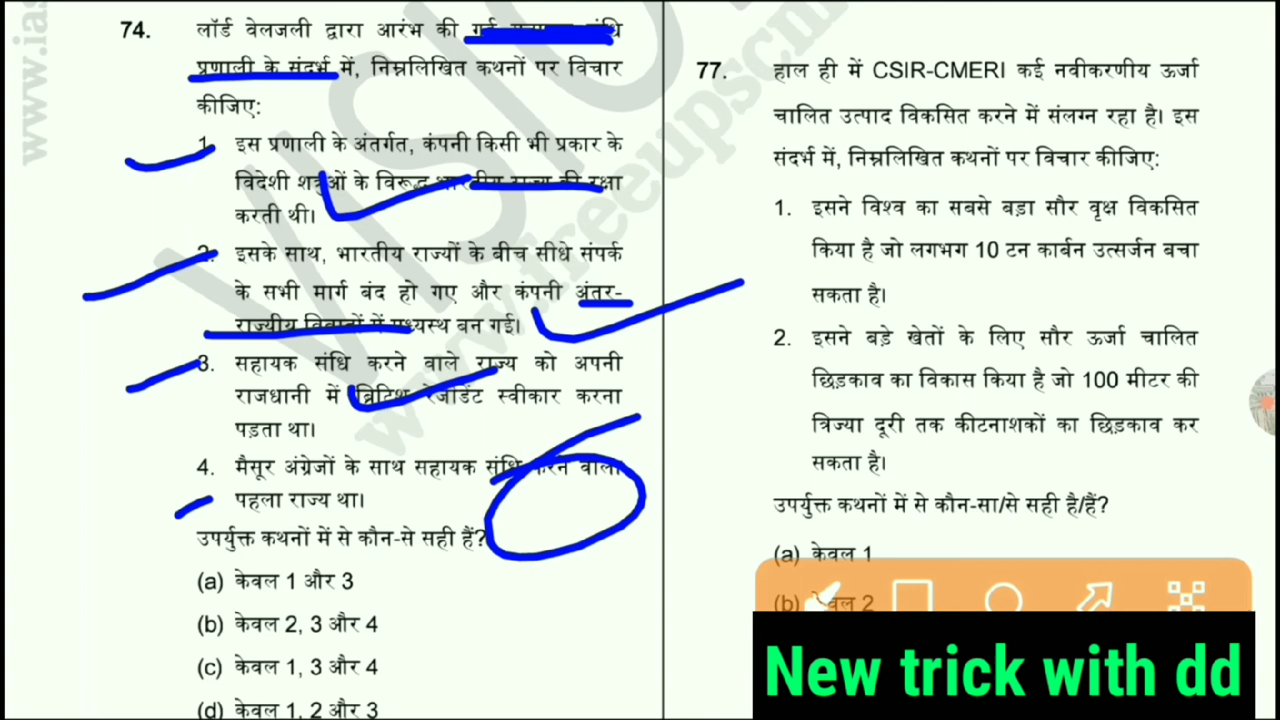 74. लॉर्ड वेलजली द्वारा आरंभ की गई संधि
प्रणाली के संदर्भ में, निम्नलिखित कथनों पर विचार
कीजिए:
1. इस प्रणाली के अंतर्गत, कंपनी किसी भी प्रकार के
विदेशी शत्रुओं के विरूद्ध भारतीय राज्य की रक्षा
करती थी।
2. इसके साथ, भारतीय राज्यों के बीच सीधे संपर्क
के सभी मार्ग बंद हो गए और कंपनी अंतर-
राज्यीय विवादों में मध्यस्थ बन गई।
3. सहायक संधि करने वाले राज्य को अपनी
राजधानी में ब्रिटिश रेजीडेंट स्वीकार करना
पड़ता था।
4. मैसूर अंग्रेजों के साथ सहायक संधि करने वाला
पहला राज्य था।
उपर्युक्त कथनों में से कौन-से सही हैं?
(a) केवल 1 और 3
(b) केवल 2, 3 और 4
(c) केवल 1, 3 और 4
(d) केवल 1, 2 और 3
77. हाल ही में CSIR-CMERI कई नवीकरणीय ऊर्जा
चालित उत्पाद विकसित करने में संलग्न रहा है। इस
संदर्भ में, निम्नलिखित कथनों पर विचार कीजिए:
1. इसने विश्व का सबसे बड़ा सौर वृक्ष विकसित
किया है जो लगभग 10 टन कार्बन उत्सर्जन बचा
सकता है।
2. इसने बड़े खेतों के लिए सौर ऊर्जा चालित
छिड़काव का विकास किया है जो 100 मीटर की
त्रिज्या दूरी तक कीटनाशकों का छिड़काव कर
सकता है।
उपर्युक्त कथनों में से कौन-सा/से सही है/हैं?
(a) केवल 1
(b) केवल 2
New trick with dd